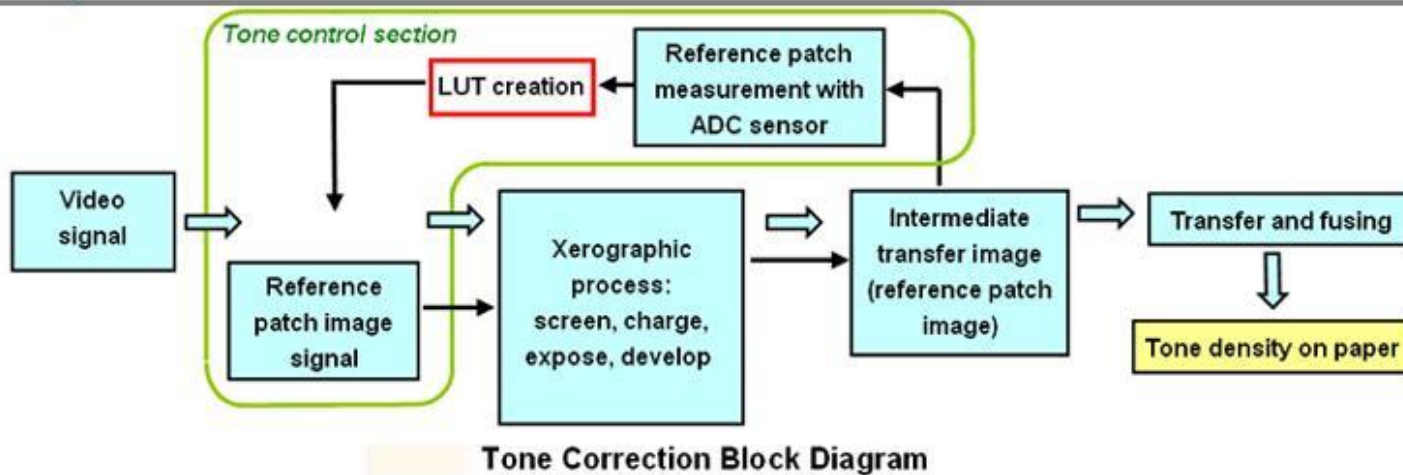 Tone control section
Reference patch
measurement with
ADC sensor
LUT creation
Video
signal
Reference
patch image
signal
Xerographic
process:
screen, charge,
expose, develop
Intermediate
transfer image
(reference patch
image)
Transfer and fusing
Tone density on paper
Tone Correction Block Diagram